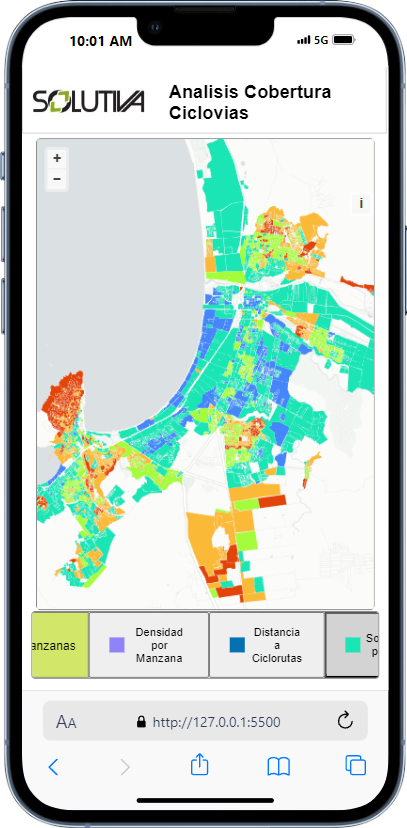 10:01 AM
5G
SOLUTIVA
Analisis Cobertura
Ciclovias
+
−
i
anzanas
Densidad
por
Manzana
Distancia
a
Ciclorutas
So
p
AA
http://127.0.0.1:5500